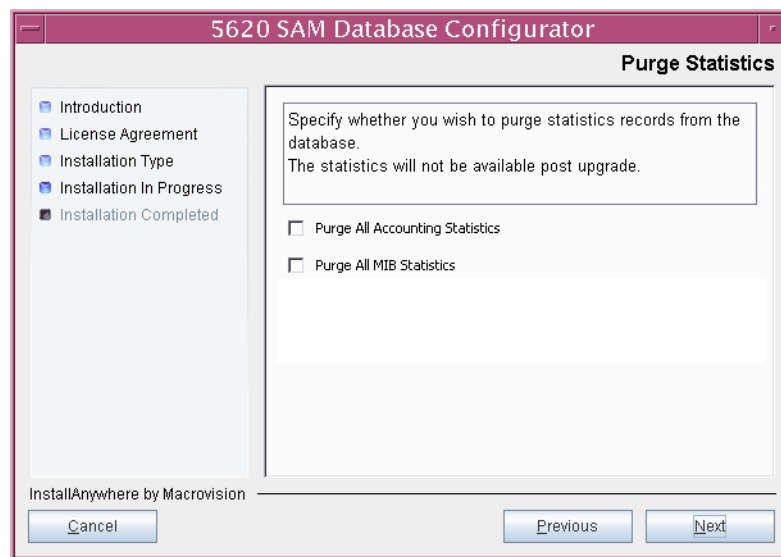 5620 SAM Database Configurator
Purge Statistics
Introduction
License Agreement
Installation Type
Installation In Progress
Installation Completed
Specify whether you wish to purge statistics records from the
database.
The statistics will not be available post upgrade.
Purge All Accounting Statistics
Purge All MIB Statistics
InstallAnywhere by Macrovision
Cancel
Previous
Next